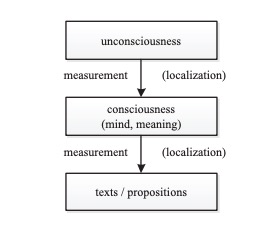 unconsciousness
measurement (localization)
consciousness
(mind, meaning)
measurement (localization)
texts / propositions